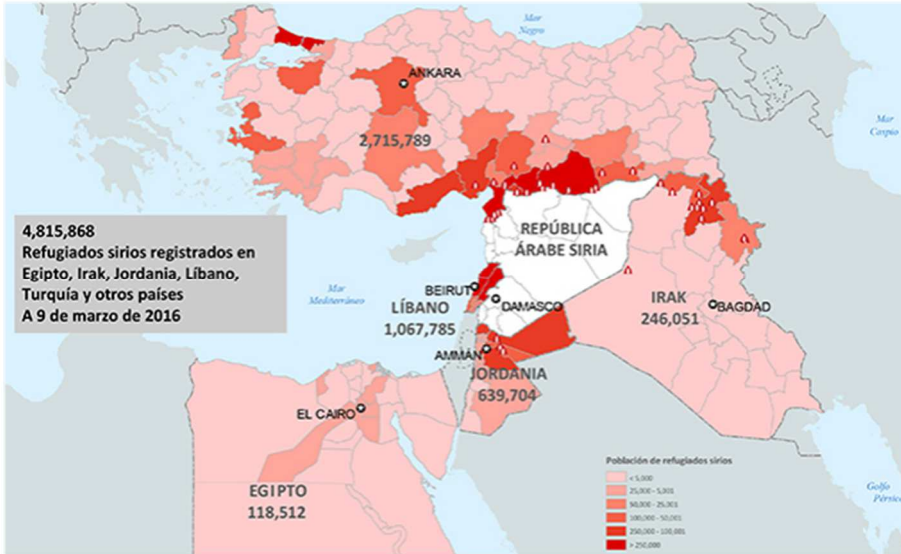 Mar
Negro
ANKARA
2,715,789
Mar
Caspio
4,815,868
Refugiados sirios registrados en
Egipto, Irak, Jordania, Líbano,
Turquía y otros países
A 9 de marzo de 2016
REPÚBLICA
ÁRABE SIRIA
Mar
Mediterráneo
BEIRUT
LÍBANO
1,067,785
DAMASCO
IRAK
246,051
BAGDAD
AMMÁN
JORDANIA
639,704
EL CAIRO
EGIPTO
118,512
Población de refugiados sirios
< 5,000
25,000 - 5,001
50,000 - 25,001
100,000 - 50,001
250,000 - 100,001
> 250,000
Golfo
Pérsico